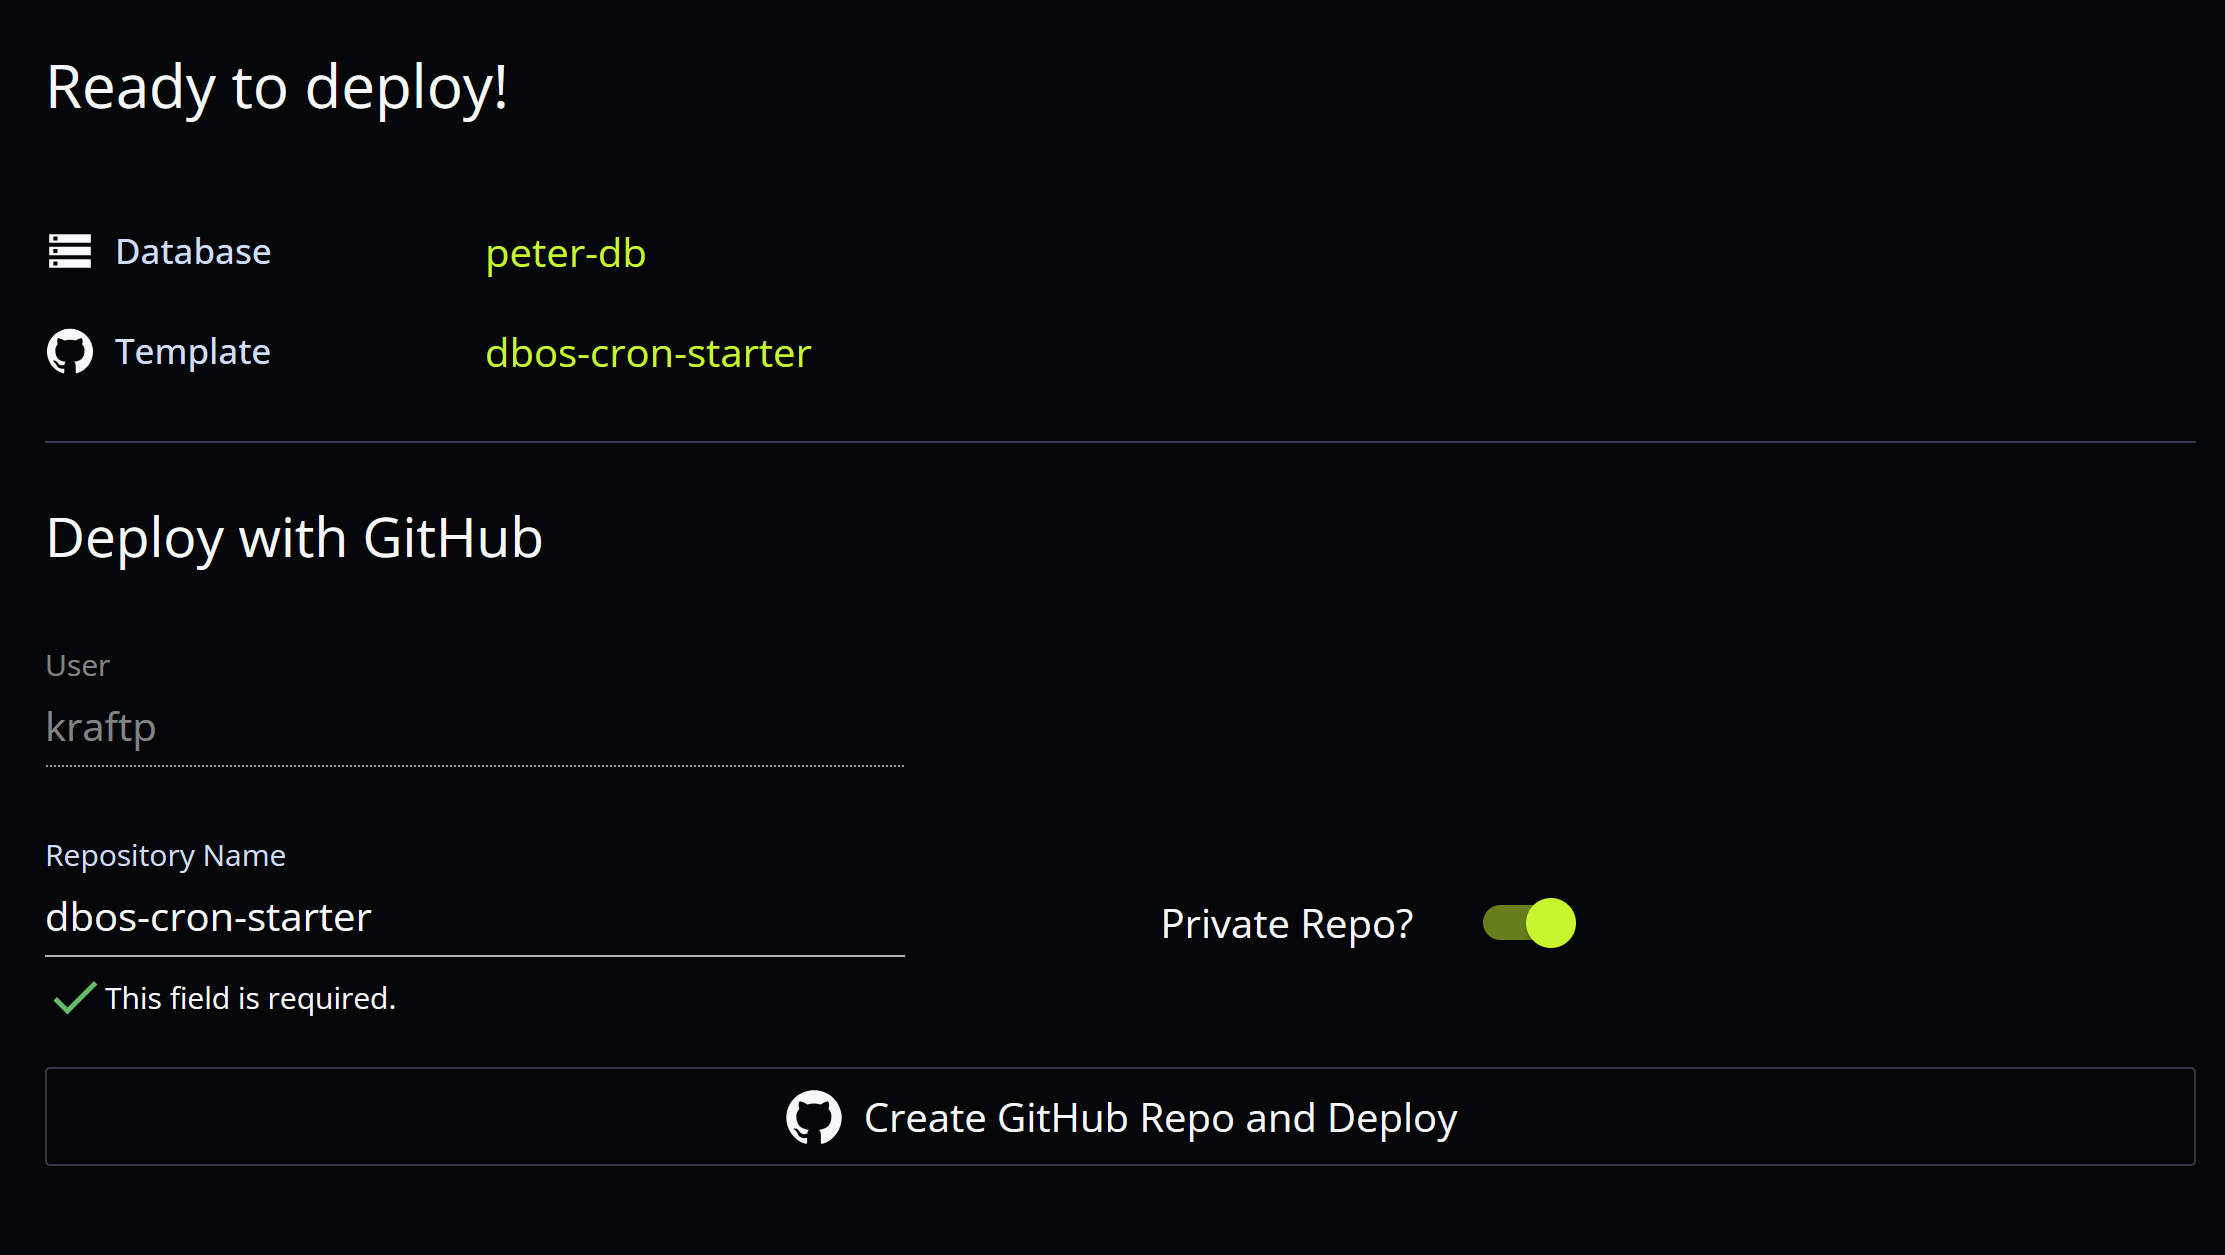 Ready to deploy!
Database peter-db
Template dbos-cron-starter
Deploy with GitHub
User
kraftp
Repository Name
dbos-cron-starter
Private Repo?
This field is required.
Create GitHub Repo and Deploy